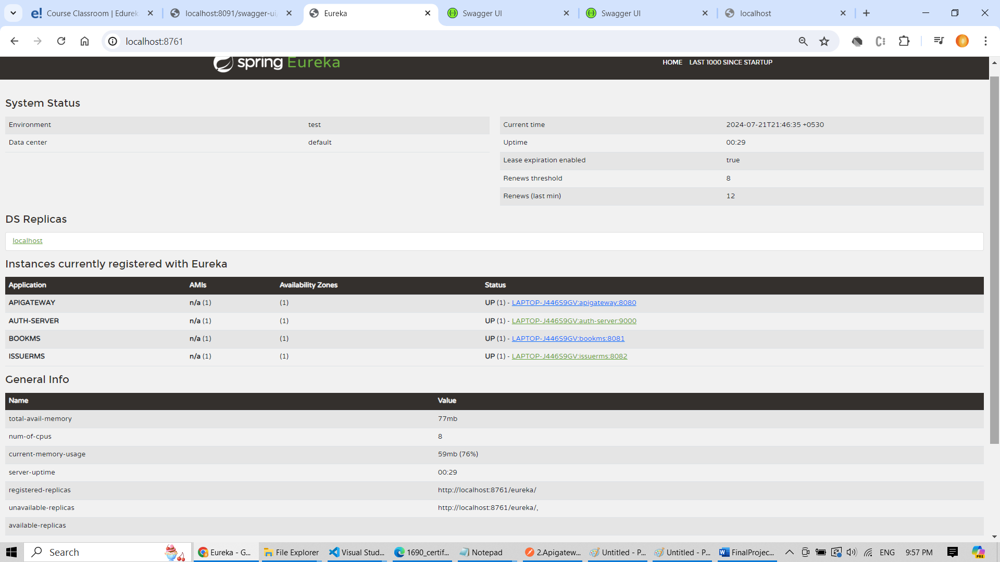 Course Classroom | Edurek
localhost:8091/swagger-ui/
Eureka
Swagger UI
Swagger UI
localhost
localhost:8761
spring Eureka
HOME LAST 1000 SINCE STARTUP
System Status
Environment test
Data center default
Current time 2024-07-21T21:46:35 +0530
Uptime 00:29
Lease expiration enabled true
Renews threshold 8
Renews (last min) 12
DS Replicas
localhost
Instances currently registered with Eureka
Application AMIs Availability Zones Status
APIGATEWAY n/a (1) (1) UP (1) - LAPTOP-J446S9GV:apigateway:8080
AUTH-SERVER n/a (1) (1) UP (1) - LAPTOP-J446S9GV:auth-server:9000
BOOKMS n/a (1) (1) UP (1) - LAPTOP-J446S9GV:bookms:8081
ISSUERMS n/a (1) (1) UP (1) - LAPTOP-J446S9GV:issuerms:8082
General Info
Name Value
total-avail-memory 77mb
num-of-cpus 8
current-memory-usage 59mb (76%)
server-uptime 00:29
registered-replicas http://localhost:8761/eureka/
unavailable-replicas http://localhost:8761/eureka/,
available-replicas
Search
Eureka - G...
File Explorer
Visual Stud...
1690_certif...
Notepad
2.Apigatew...
Untitled - P...
Untitled - P...
FinalProjec...
ENG
9:57 PM
PRE